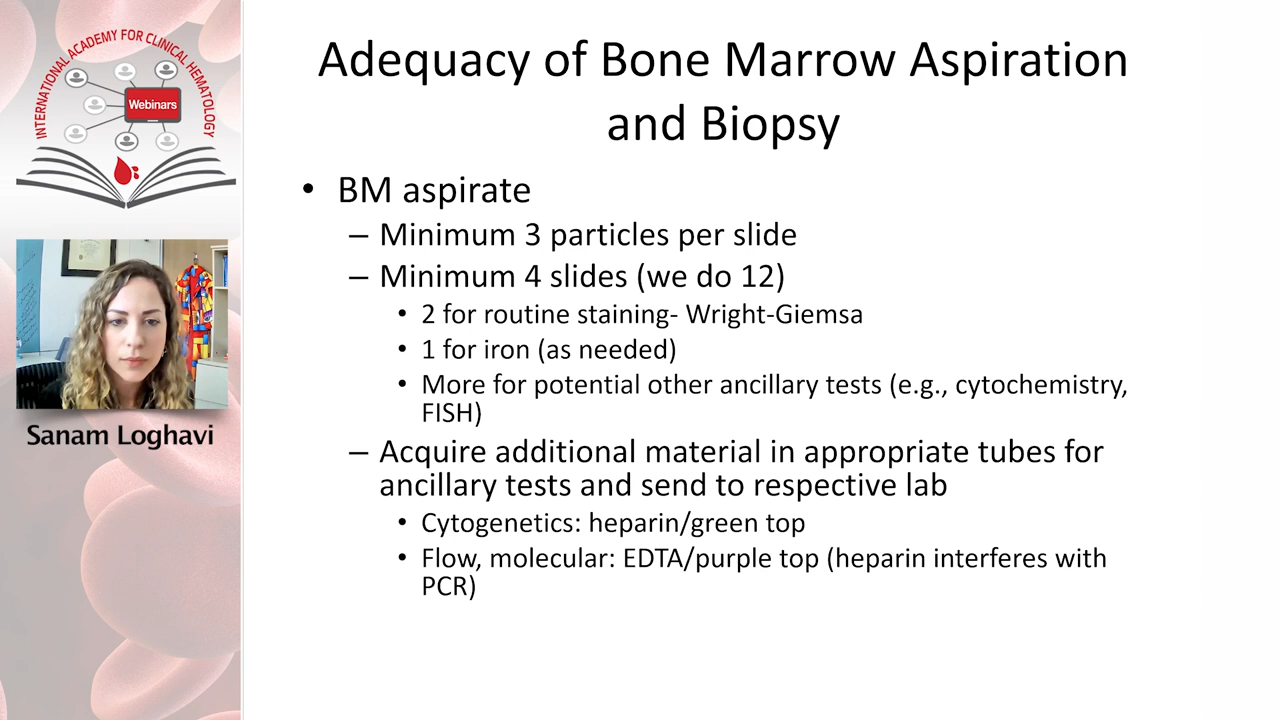 INTERNATIONAL ACADEMY FOR CLINICAL HEMATOLOGY
Webinars
Sanam Loghavi
Adequacy of Bone Marrow Aspiration
and Biopsy
• BM aspirate
– Minimum 3 particles per slide
– Minimum 4 slides (we do 12)
• 2 for routine staining- Wright-Giemsa
• 1 for iron (as needed)
• More for potential other ancillary tests (e.g., cytochemistry,
FISH)
– Acquire additional material in appropriate tubes for
ancillary tests and send to respective lab
• Cytogenetics: heparin/green top
• Flow, molecular: EDTA/purple top (heparin interferes with
PCR)